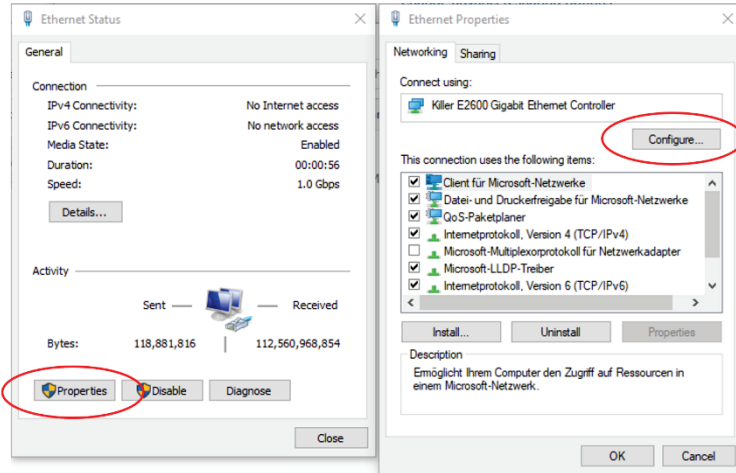 Ethernet Status
General
Connection
IPv4 Connectivity: No Internet access
IPv6 Connectivity: No network access
Media State: Enabled
Duration: 00:00:56
Speed: 1.0 Gbps
Details...
Activity
Sent — Received
Bytes: 118,881,816 | 112,560,968,854
Properties Disable Diagnose
Close
Ethernet Properties
Networking Sharing
Connect using:
Killer E2600 Gigabit Ethernet Controller
Configure...
This connection uses the following items:
Client für Microsoft-Netzwerke
Datei- und Druckerfreigabe für Microsoft-Netzwerke
QoS-Paketplaner
Internetprotokoll, Version 4 (TCP/IPv4)
Microsoft-Multiplexorprotokoll für Netzwerkadapter
Microsoft-LLDP-Treiber
Internetprotokoll, Version 6 (TCP/IPv6)
Install... Uninstall Properties
Description
Ermöglicht Ihrem Computer den Zugriff auf Ressourcen in
einem Microsoft-Netzwerk.
OK Cancel